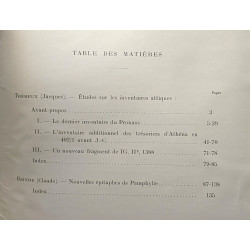 TABLE DES MATIÈRES
Pages
TRÉHEUX (Jacques). — Études sur les inventaires attiques :
Avant-propos 3
I. — Le dernier inventaire du Pronaos 5-39
II. — L'inventaire additionnel des trésoriers d'Athéna en
402/1 avant J.-C. 41-70
III. — Un nouveau fragment de IG, II², 1388 71-78
Index 79-85
BRIXHE (Claude). — Nouvelles épitaphes de Pamphylie 87-134
Index 135